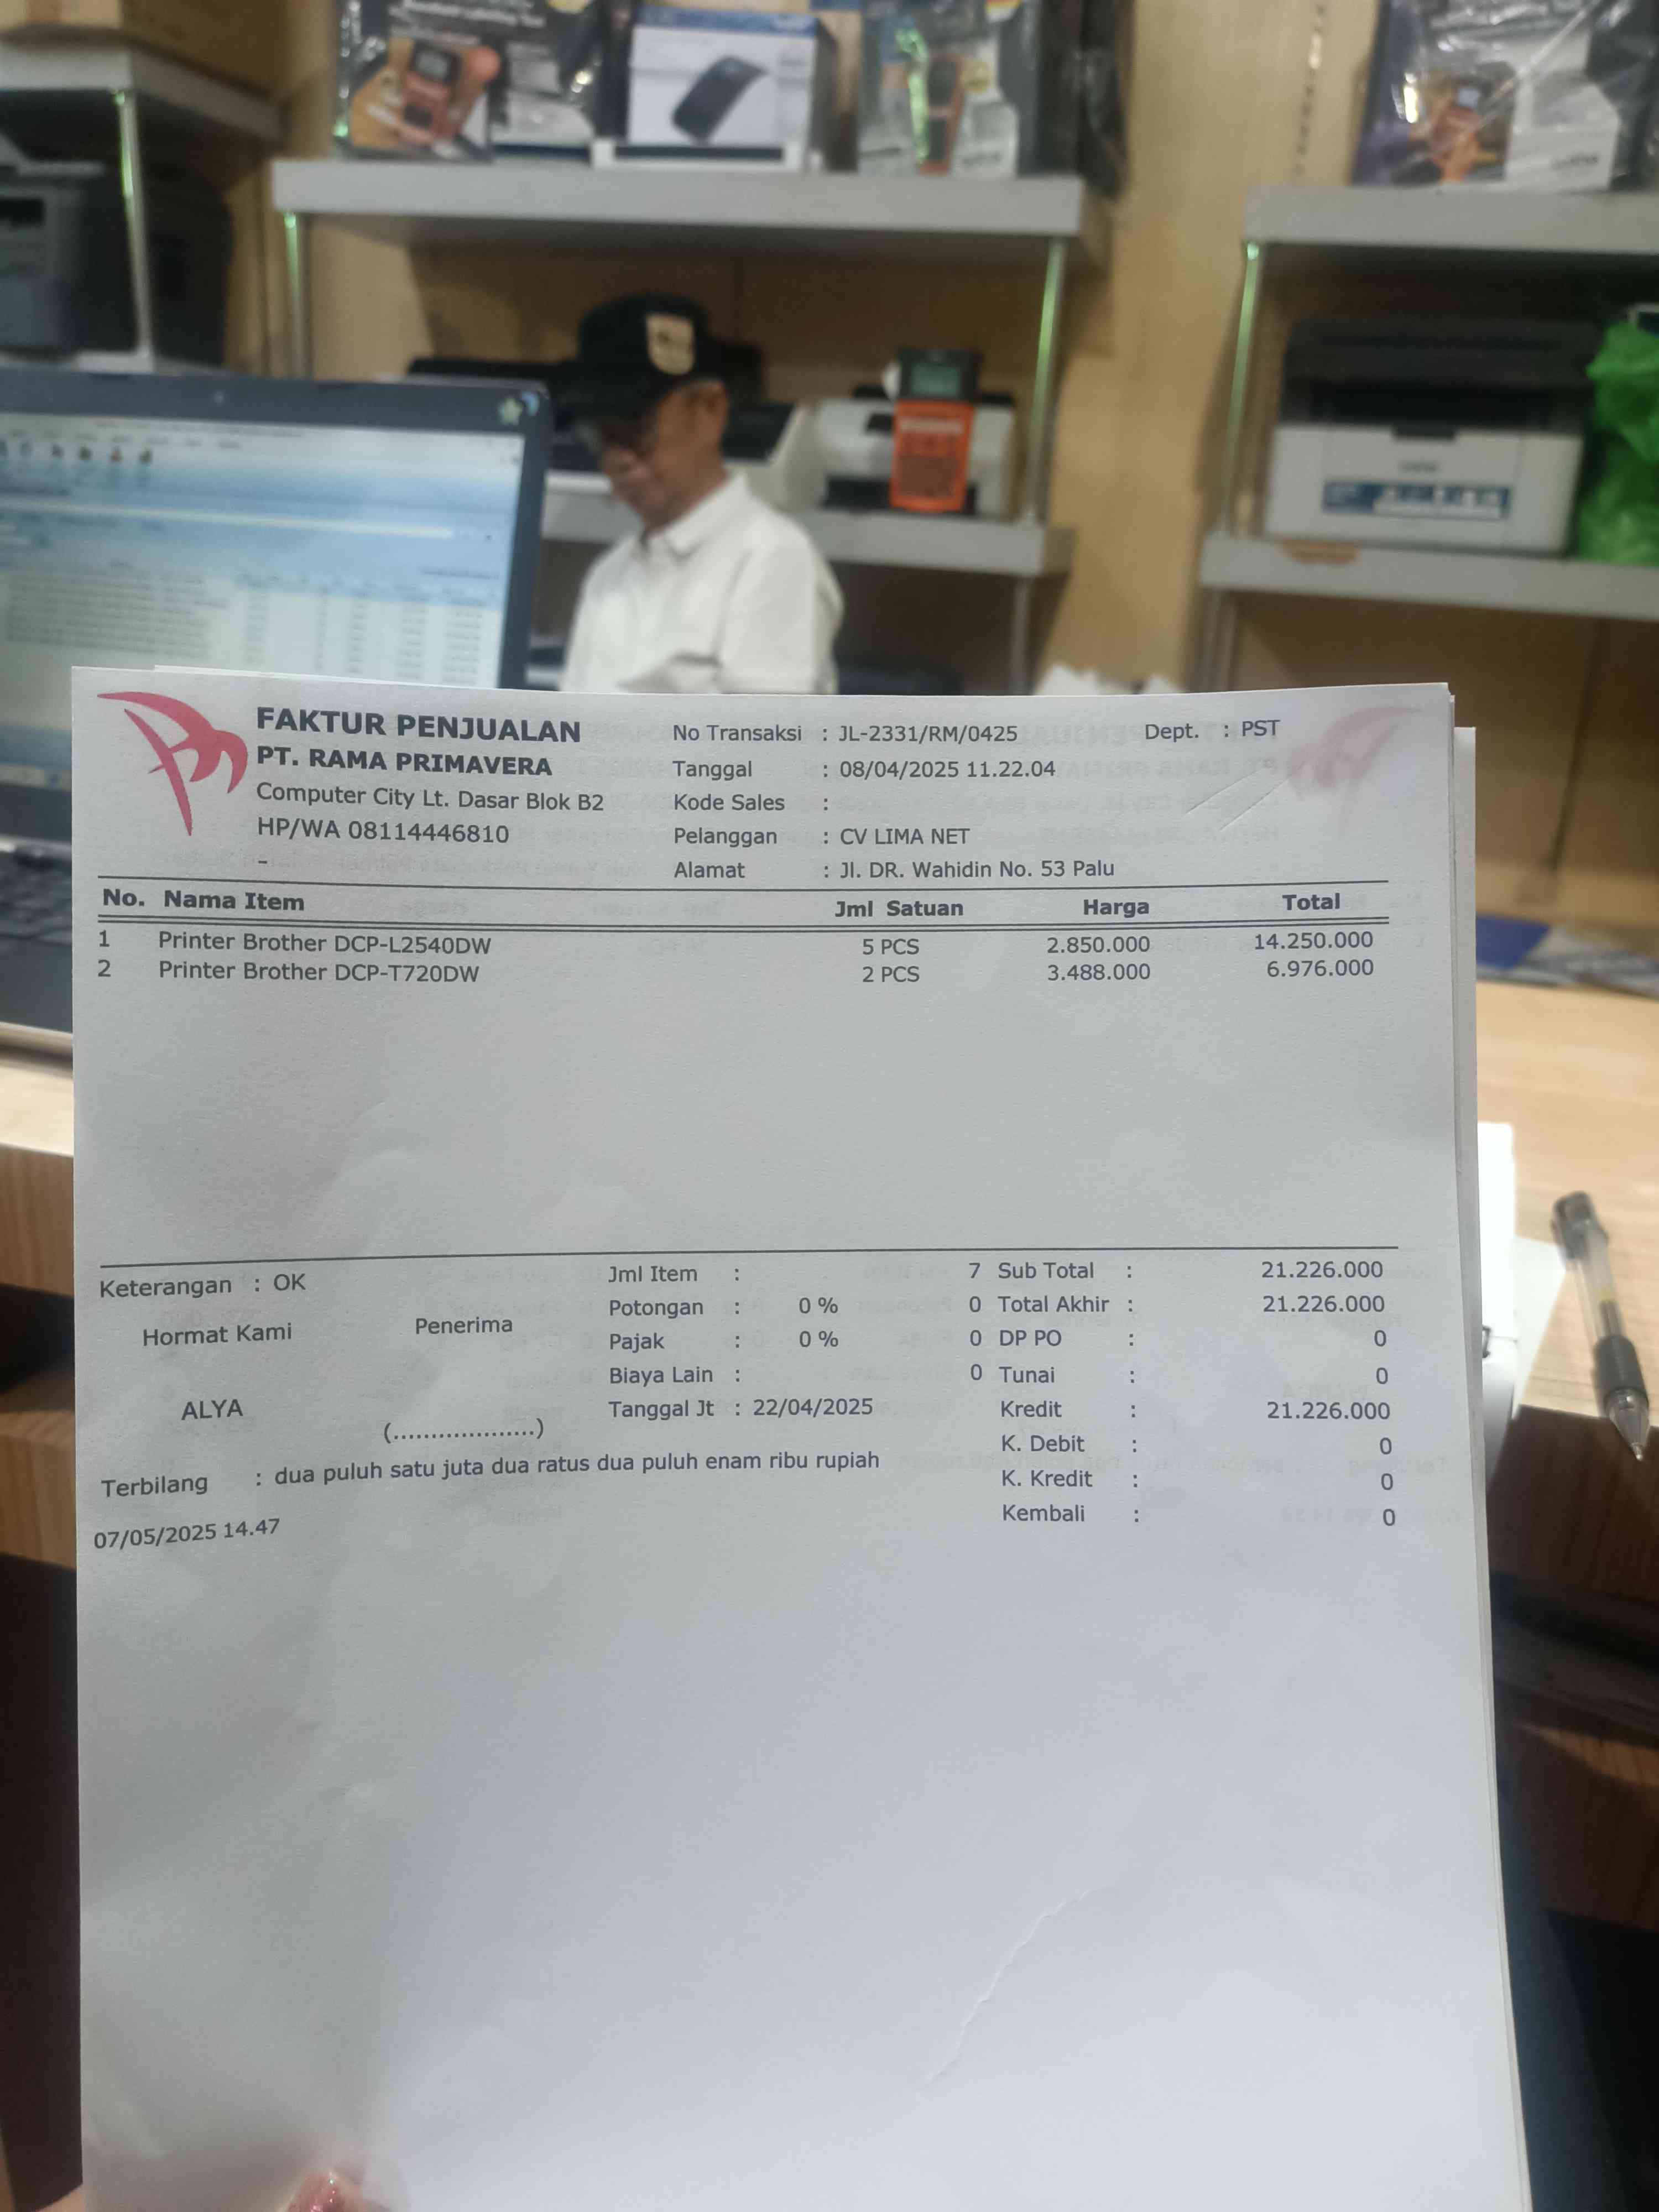 FAKTUR PENJUALAN
PT. RAMA PRIMAVERA
Computer City Lt. Dasar Blok B2
HP/WA 08114446810
-
No Transaksi : JL-2331/RM/0425 Dept. : PST
Tanggal : 08/04/2025 11.22.04
Kode Sales :
Pelanggan : CV LIMA NET
Alamat : Jl. DR. Wahidin No. 53 Palu
No. Nama Item Jml Satuan Harga Total
1 Printer Brother DCP-L2540DW 5 PCS 2.850.000 14.250.000
2 Printer Brother DCP-T720DW 2 PCS 3.488.000 6.976.000
Keterangan : OK
Hormat Kami Penerima
ALYA
(...................)
Jml Item : 7
Potongan : 0 % 0
Pajak : 0 % 0
Biaya Lain : 0
Tanggal Jt : 22/04/2025
Sub Total : 21.226.000
Total Akhir : 21.226.000
DP PO : 0
Tunai : 0
Kredit : 21.226.000
K. Debit : 0
K. Kredit : 0
Kembali : 0
Terbilang : dua puluh satu juta dua ratus dua puluh enam ribu rupiah
07/05/2025 14.47